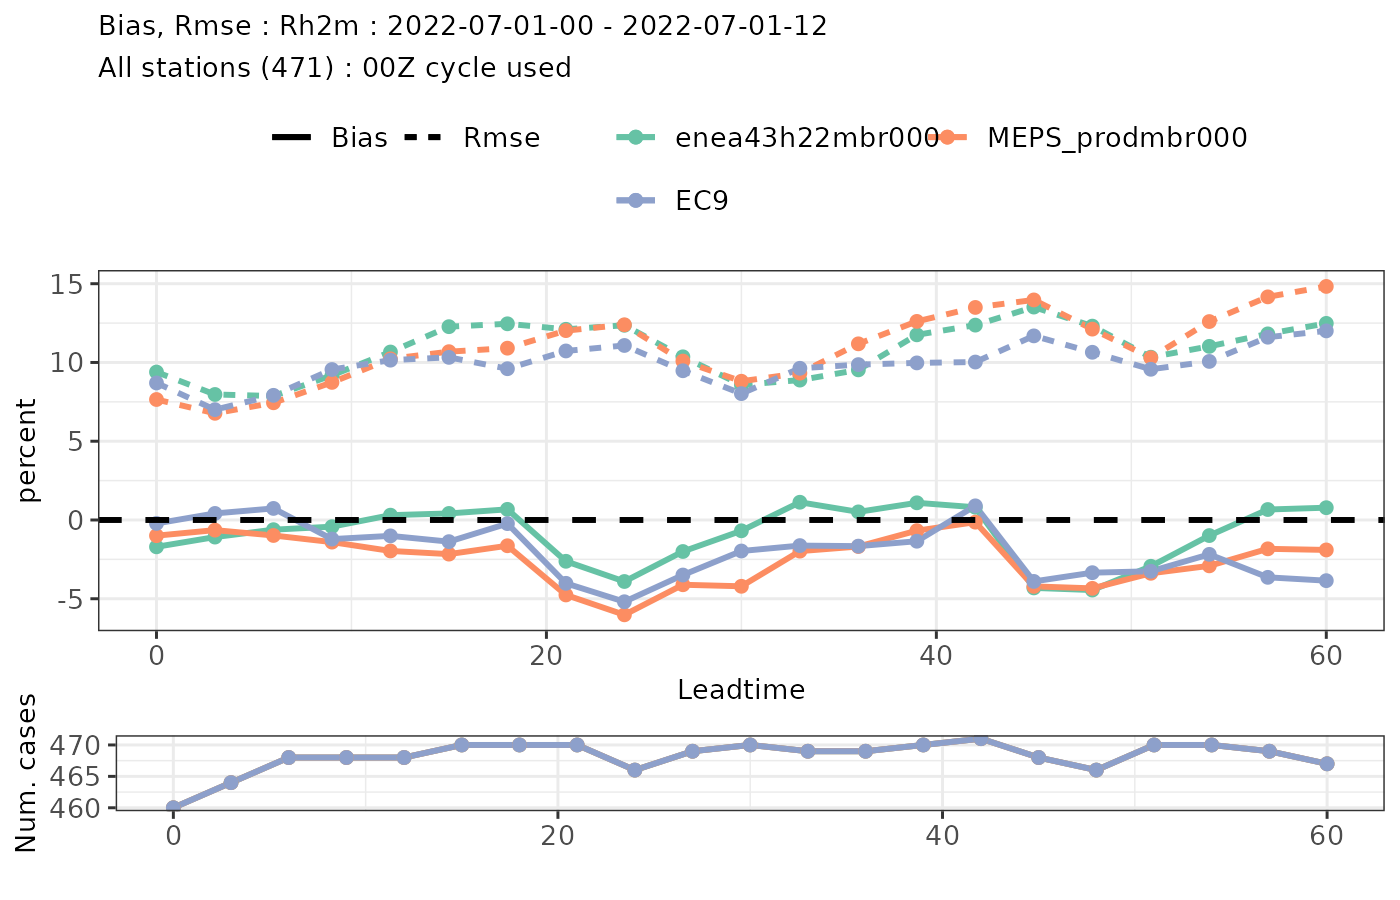 Bias, Rmse : Rh2m : 2022-07-01-00 - 2022-07-01-12
All stations (471) : 00Z cycle used
Bias Rmse enea43h22mbr000 MEPS_prodmbr000
EC9
15
10
5
0
-5
percent
0 20 40 60
Leadtime
470
465
460
Num. cases
0 20 40 60